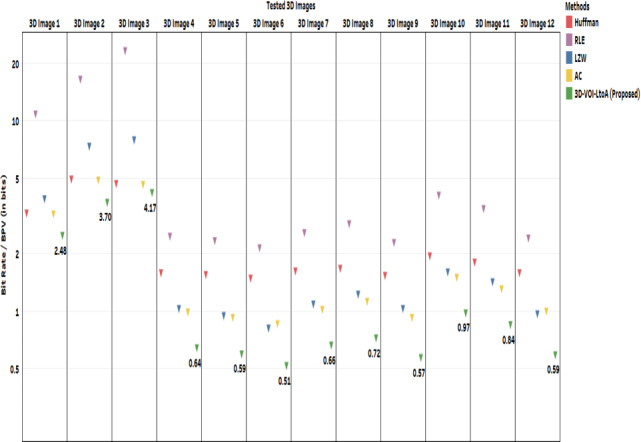 Tested 3D Images
3D Image 1 3D Image 2 3D Image 3 3D Image 4 3D Image 5 3D Image 6 3D Image 7 3D Image 8 3D Image 9 3D Image 10 3D Image 11 3D Image 12
Methods
Huffman
RLE
LZW
AC
3D-VOI-LtoA (Proposed)
Bit Rate / BPV (in bits)
20
10
5
2
1
0.5
2.48
3.70
4.17
0.64
0.59
0.51
0.66
0.72
0.57
0.97
0.84
0.59